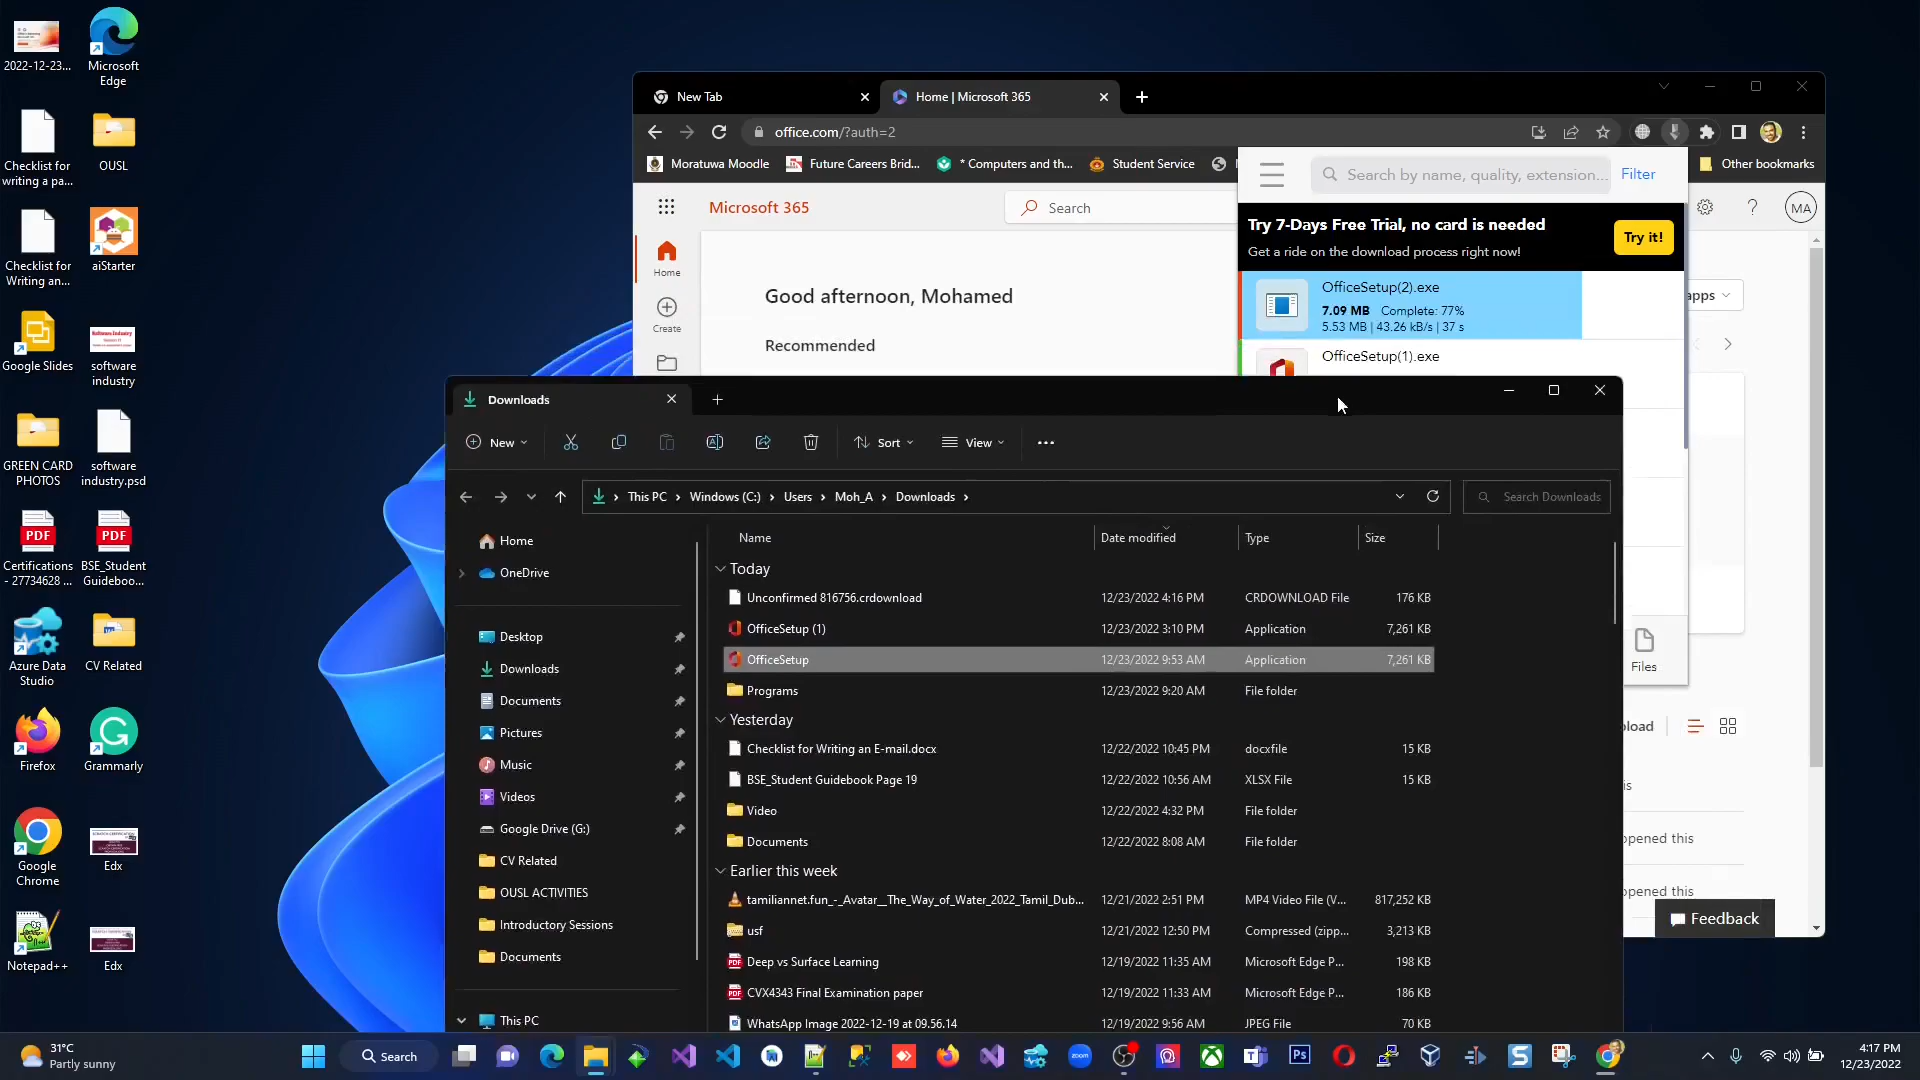 2022-12-23...
Microsoft
Edge
Checklist for
writing a pa...
OUSL
Checklist for
Writing an...
aiStarter
Google Slides
software
industry
GREEN CARD
PHOTOS
software
industry.psd
PDF
Certifications
- 27734628 ...
PDF
BSE_Student
Guideboo...
Azure Data
Studio
CV Related
Firefox
Grammarly
Google
Chrome
Edx
Notepad++
Edx
New Tab
Home | Microsoft 365
office.com/?auth=2
Moratuwa Moodle
Future Careers Brid...
* Computers and th...
Student Service
Other bookmarks
Microsoft 365
Search
MA
Home
Create
Good afternoon, Mohamed
Recommended
apps
Search by name, quality, extension...
Filter
Try 7-Days Free Trial, no card is needed
Get a ride on the download process right now!
Try it!
OfficeSetup(2).exe
7.09 MB Complete: 77%
5.53 MB | 43.26 kB/s | 37 s
OfficeSetup(1).exe
Files
load
is
opened this
opened this
Feedback
Downloads
New
Sort
View
This PC > Windows (C:) > Users > Moh_A > Downloads >
Search Downloads
Home
OneDrive
Desktop
Downloads
Documents
Pictures
Music
Videos
Google Drive (G:)
CV Related
OUSL ACTIVITIES
Introductory Sessions
Documents
This PC
Name Date modified Type Size
Today
Unconfirmed 816756.crdownload 12/23/2022 4:16 PM CRDOWNLOAD File 176 KB
OfficeSetup (1) 12/23/2022 3:10 PM Application 7,261 KB
OfficeSetup 12/23/2022 9:53 AM Application 7,261 KB
Programs 12/23/2022 9:20 AM File folder
Yesterday
Checklist for Writing an E-mail.docx 12/22/2022 10:45 PM docxfile 15 KB
BSE_Student Guidebook Page 19 12/22/2022 10:56 AM XLSX File 15 KB
Video 12/22/2022 4:32 PM File folder
Documents 12/22/2022 8:08 AM File folder
Earlier this week
tamiliannet.fun_-_Avatar__The_Way_of_Water_2022_Tamil_Dub... 12/21/2022 2:51 PM MP4 Video File (V... 817,252 KB
usf 12/21/2022 12:50 PM Compressed (zipp... 3,213 KB
Deep vs Surface Learning 12/19/2022 11:35 AM Microsoft Edge P... 198 KB
CVX4343 Final Examination paper 12/19/2022 11:33 AM Microsoft Edge P... 186 KB
WhatsApp Image 2022-12-19 at 09.56.14 12/19/2022 9:56 AM JPEG File 70 KB
31°C
Partly sunny
Search
zoom
Ps
4:17 PM
12/23/2022